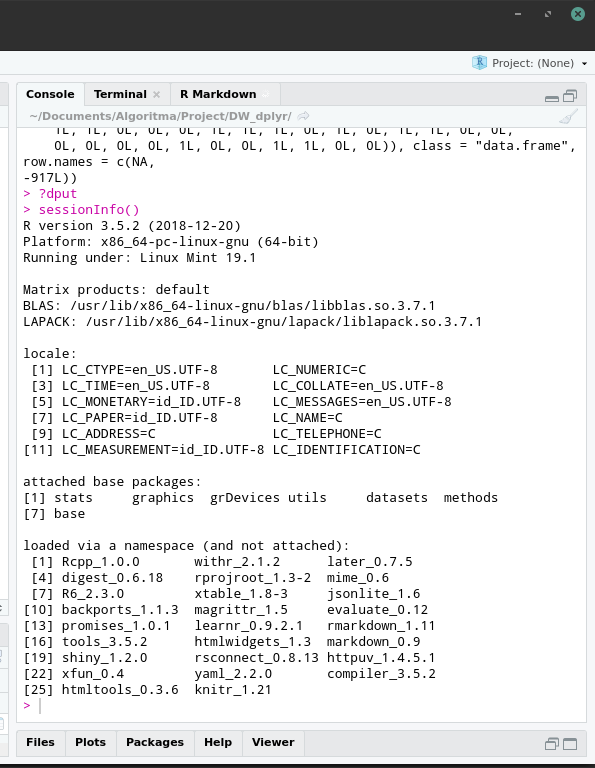 Project: (None)
Console Terminal R Markdown
~/Documents/Algoritma/Project/DW_dplyr/
1L, 1L, 0L, 0L, 0L, 1L, 1L, 1L, 0L, 1L, 0L, 1L, 1L, 1L, 0L, 0L,
0L, 0L, 0L, 0L, 1L, 0L, 0L, 1L, 1L, 0L, 0L)), class = "data.frame",
row.names = c(NA,
-917L))
> ?dput
> sessionInfo()
R version 3.5.2 (2018-12-20)
Platform: x86_64-pc-linux-gnu (64-bit)
Running under: Linux Mint 19.1
Matrix products: default
BLAS: /usr/lib/x86_64-linux-gnu/blas/libblas.so.3.7.1
LAPACK: /usr/lib/x86_64-linux-gnu/lapack/liblapack.so.3.7.1
locale:
[1] LC_CTYPE=en_US.UTF-8 LC_NUMERIC=C
[3] LC_TIME=en_US.UTF-8 LC_COLLATE=en_US.UTF-8
[5] LC_MONETARY=id_ID.UTF-8 LC_MESSAGES=en_US.UTF-8
[7] LC_PAPER=id_ID.UTF-8 LC_NAME=C
[9] LC_ADDRESS=C LC_TELEPHONE=C
[11] LC_MEASUREMENT=id_ID.UTF-8 LC_IDENTIFICATION=C
attached base packages:
[1] stats graphics grDevices utils datasets methods
[7] base
loaded via a namespace (and not attached):
[1] Rcpp_1.0.0 withr_2.1.2 later_0.7.5
[4] digest_0.6.18 rprojroot_1.3-2 mime_0.6
[7] R6_2.3.0 xtable_1.8-3 jsonlite_1.6
[10] backports_1.1.3 magrittr_1.5 evaluate_0.12
[13] promises_1.0.1 learnr_0.9.2.1 rmarkdown_1.11
[16] tools_3.5.2 htmlwidgets_1.3 markdown_0.9
[19] shiny_1.2.0 rsconnect_0.8.13 httpuv_1.4.5.1
[22] xfun_0.4 yaml_2.2.0 compiler_3.5.2
[25] htmltools_0.3.6 knitr_1.21
>
Files Plots Packages Help Viewer